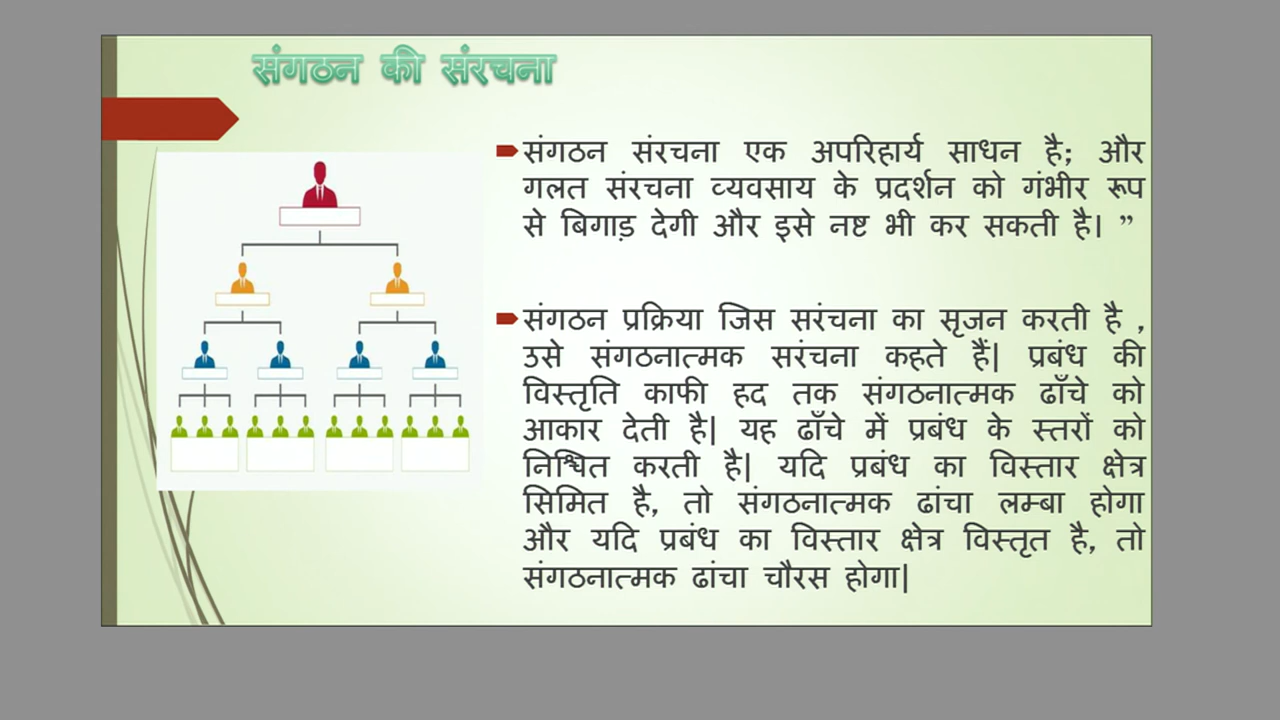 संगठन की संरचना
संगठन संरचना एक अपरिहार्य साधन है; और
गलत संरचना व्यवसाय के प्रदर्शन को गंभीर रूप
से बिगाड़ देगी और इसे नष्ट भी कर सकती है। ”
संगठन प्रक्रिया जिस सरंचना का सृजन करती है ,
उसे संगठनात्मक सरंचना कहते हैं| प्रबंध की
विस्तृति काफी हद तक संगठनात्मक ढाँचे को
आकार देती है| यह ढाँचे में प्रबंध के स्तरों को
निश्चित करती है| यदि प्रबंध का विस्तार क्षेत्र
सिमित है, तो संगठनात्मक ढांचा लम्बा होगा
और यदि प्रबंध का विस्तार क्षेत्र विस्तृत है, तो
संगठनात्मक ढांचा चौरस होगा|